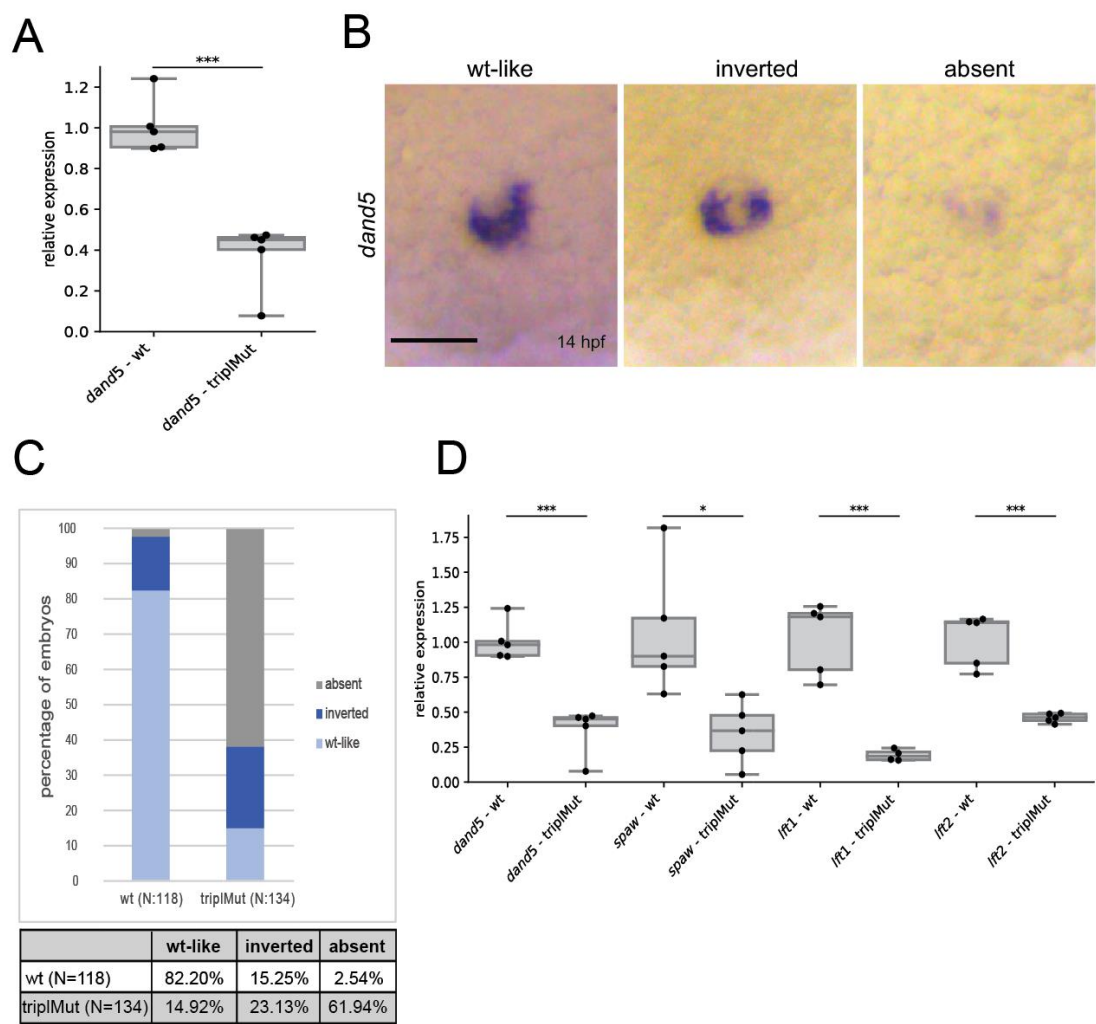 A
***
relative expression
1.2
1.0
0.8
0.6
0.4
0.2
0.0
dand5 - wt
dand5 - triplMut
B
wt-like inverted absent
dand5
14 hpf
C
percentage of embryos
100
90
80
70
60
50
40
30
20
10
0
absent
inverted
wt-like
wt (N:118) triplMut (N:134)
wt-like inverted absent
wt (N=118) 82.20% 15.25% 2.54%
triplMut (N=134) 14.92% 23.13% 61.94%
D
*** * *** ***
relative expression
1.75
1.50
1.25
1.00
0.75
0.50
0.25
0.00
dand5 - wt
dand5 - triplMut
spaw - wt
spaw - triplMut
lft1 - wt
lft1 - triplMut
lft2 - wt
lft2 - triplMut